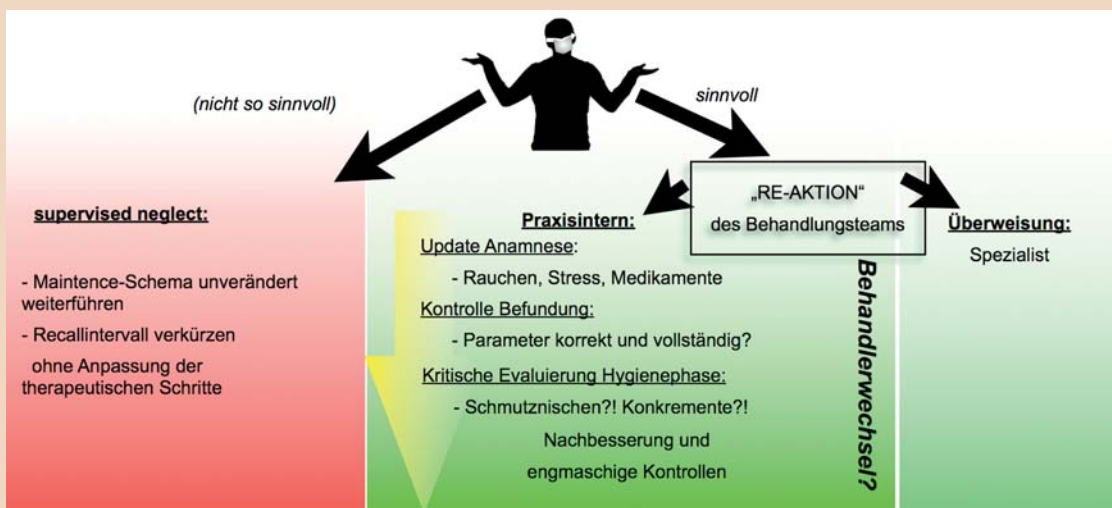 (nicht so sinnvoll)
sinnvoll
supervised neglect:
- Maintence-Schema unverändert
weiterführen
- Recallintervall verkürzen
ohne Anpassung der
therapeutischen Schritte
„RE-AKTION“
des Behandlungsteams
Praxisintern:
Update Anamnese:
- Rauchen, Stress, Medikamente
Kontrolle Befundung:
- Parameter korrekt und vollständig?
Kritische Evaluierung Hygienephase:
- Schmutznischen?! Konkremente?!
Nachbesserung und
engmaschige Kontrollen
Behandlerwechsel?
Überweisung:
Spezialist